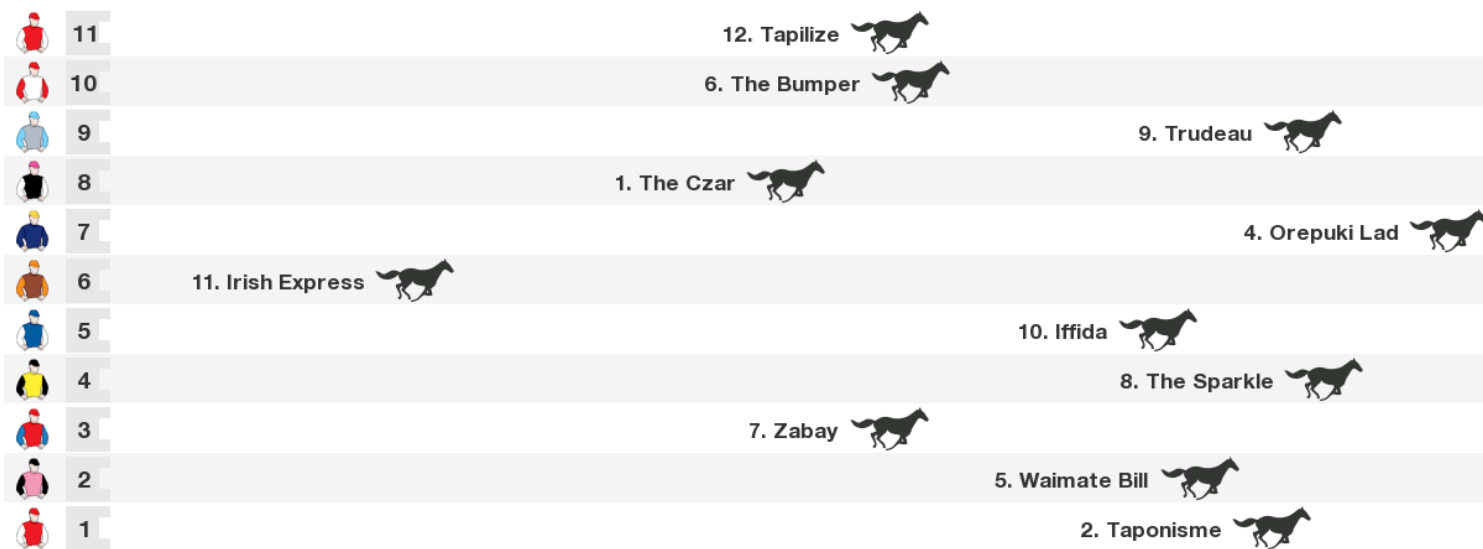 11 12. Tapilize
10 6. The Bumper
9 9. Trudeau
8 1. The Czar
7 4. Orepuki Lad
6 11. Irish Express
5 10. Iffida
4 8. The Sparkle
3 7. Zabay
2 5. Waimate Bill
1 2. Taponisme